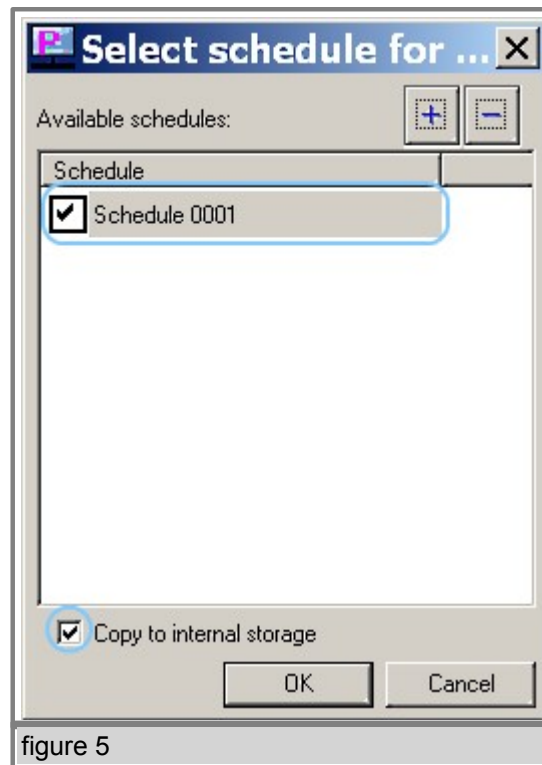 Select schedule for ...
Available schedules:
Schedule
Schedule 0001
Copy to internal storage
OK Cancel
figure 5